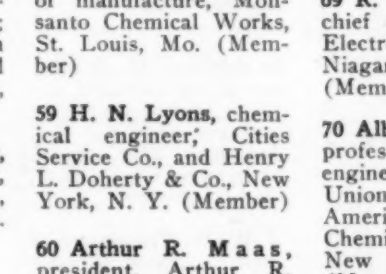 of manufacture, Mon-
santo Chemical Works,
St. Louis, Mo. (Mem-
ber)
59 H. N. Lyons, chem-
ical engineer; Cities
Service Co., and Henry
L. Doherty & Co., New
York, N. Y. (Member)
60 Arthur R. Maas,
president, Arthur R.
69 R.
chief
Electr
Niagar
(Mem
70 Alb
profes
engine
Union
Ameri
Chemi
New